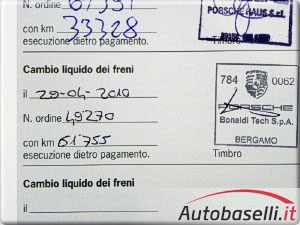 N. ordine 67391
PORSCHE HAUS S.r.l.
con km 33328
esecuzione dietro pagamento.
Timbro
Cambio liquido dei freni
784 0062
il 29-04-2010
N. ordine 49270
PORSCHE
Bonaldi Tech S.p.A.
con km 61755
BERGAMO
esecuzione dietro pagamento.
Timbro
Cambio liquido dei freni
il
Autobaselli.it